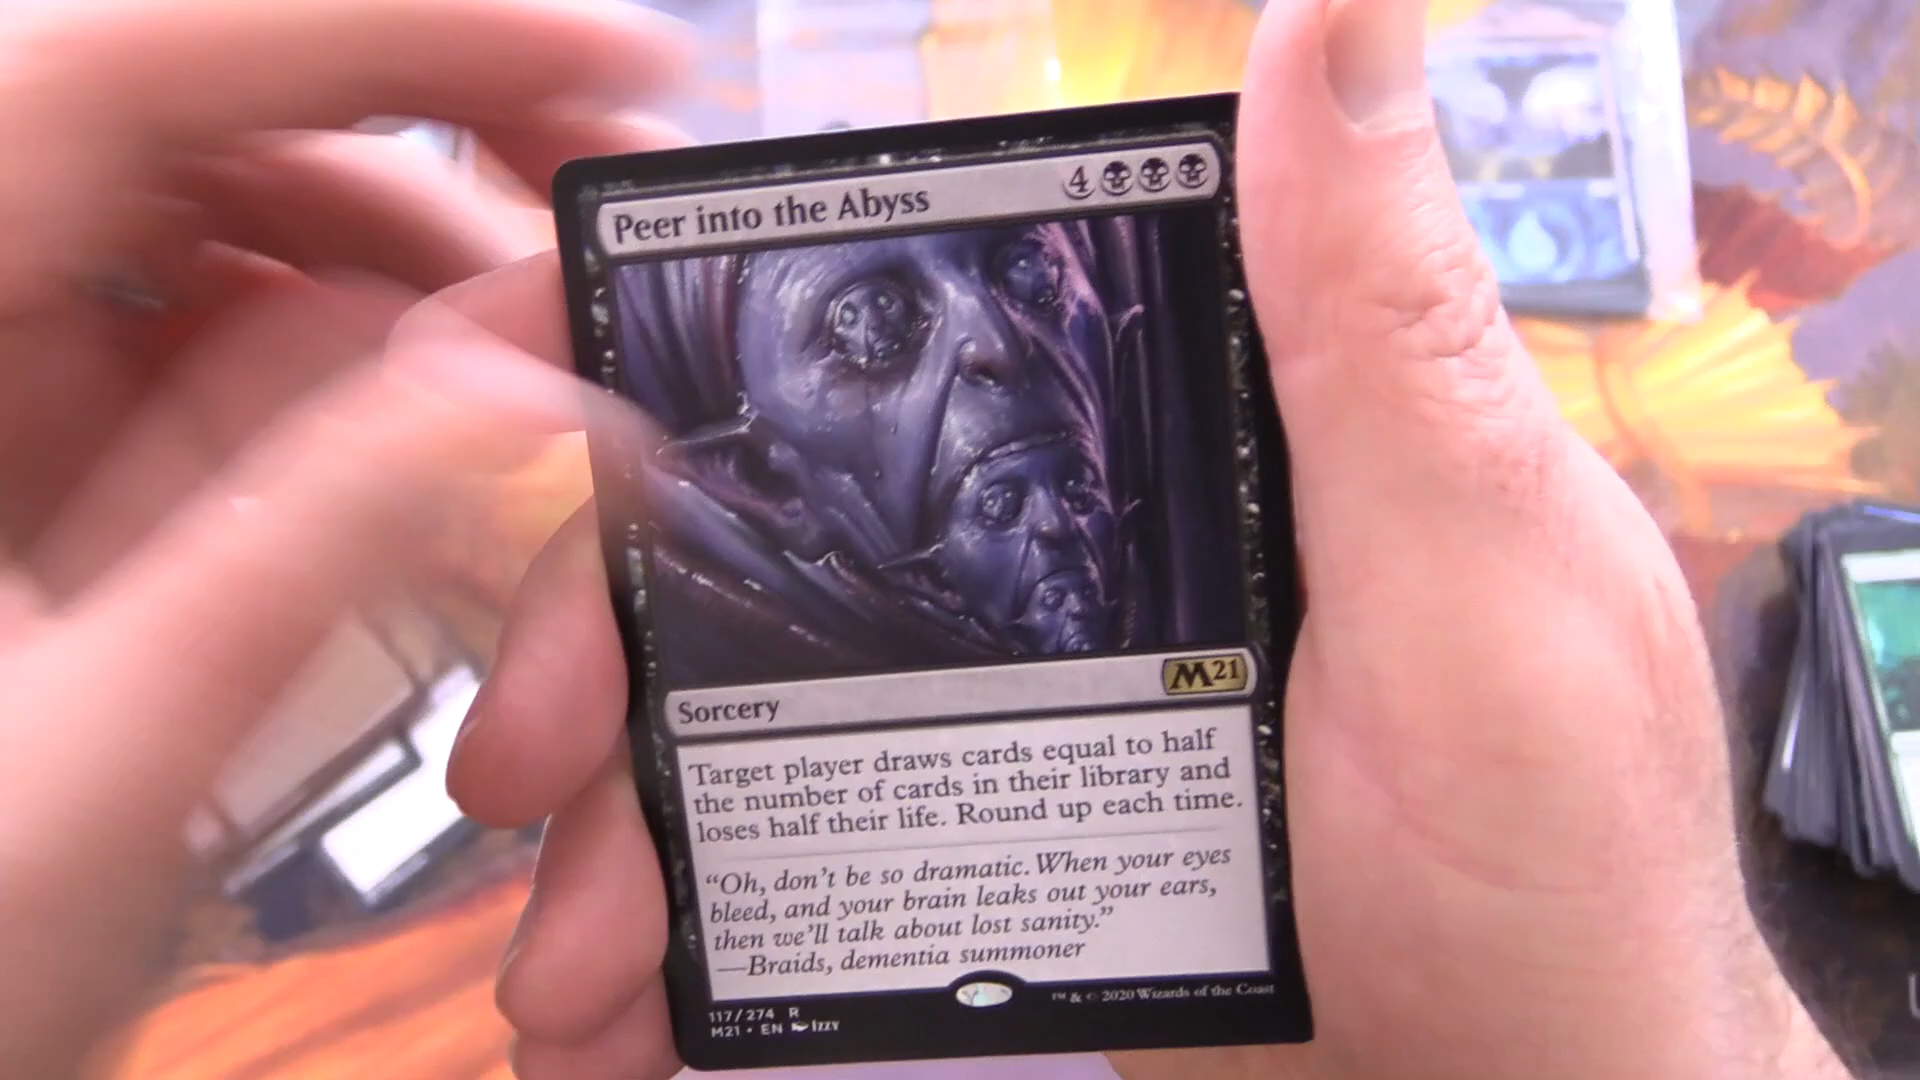 Peer into the Abyss 4
M21
Sorcery
Target player draws cards equal to half
the number of cards in their library and
loses half their life. Round up each time.
“Oh, don’t be so dramatic. When your eyes
bleed, and your brain leaks out your ears,
then we’ll talk about lost sanity.”
—Braids, dementia summoner
117/274 R
M21 • EN Izzy
™ & © 2020 Wizards of the Coast